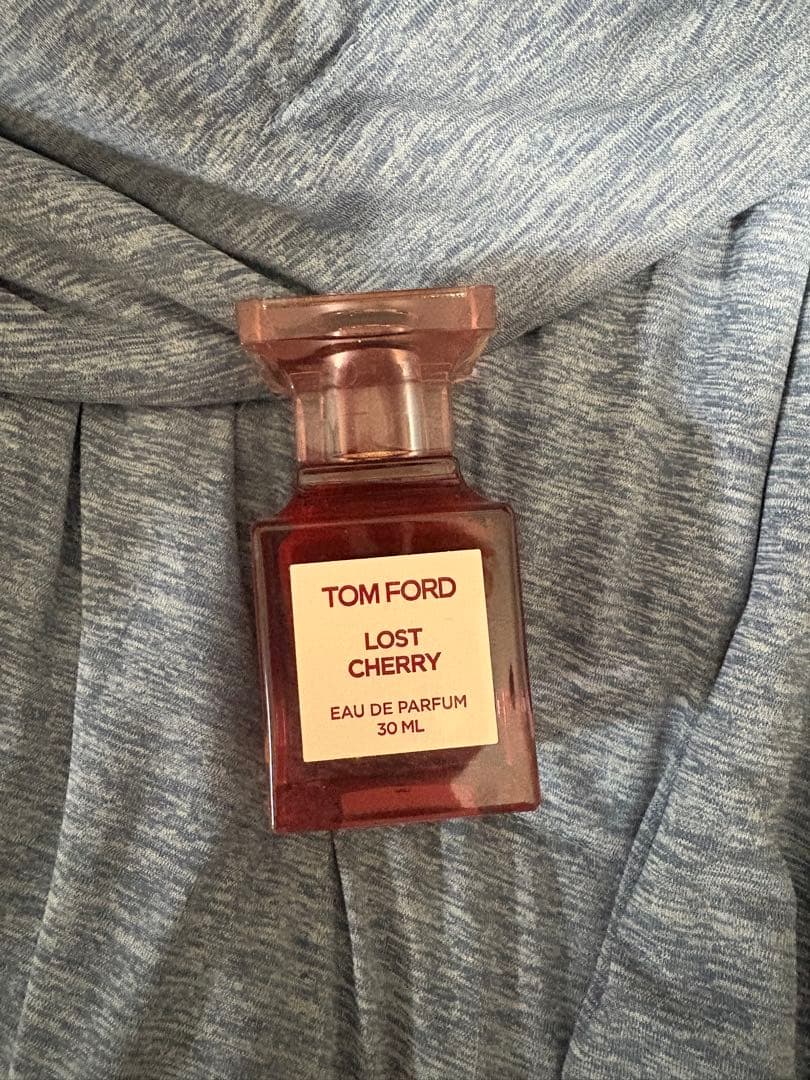 TOM FORD
LOST
CHERRY
EAU DE PARFUM
30 ML